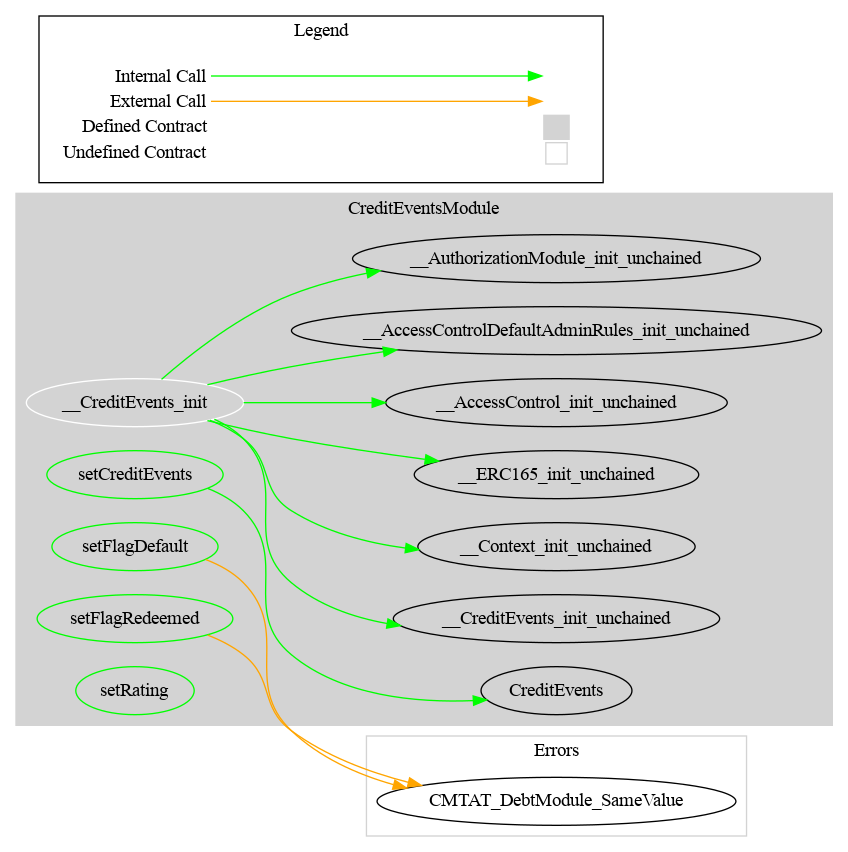 Legend
Internal Call
External Call
Defined Contract
Undefined Contract
CreditEventsModule
__AuthorizationModule_init_unchained
__AccessControlDefaultAdminRules_init_unchained
__CreditEvents_init
__AccessControl_init_unchained
setCreditEvents
__ERC165_init_unchained
setFlagDefault
__Context_init_unchained
setFlagRedeemed
__CreditEvents_init_unchained
setRating
CreditEvents
Errors
CMTAT_DebtModule_SameValue